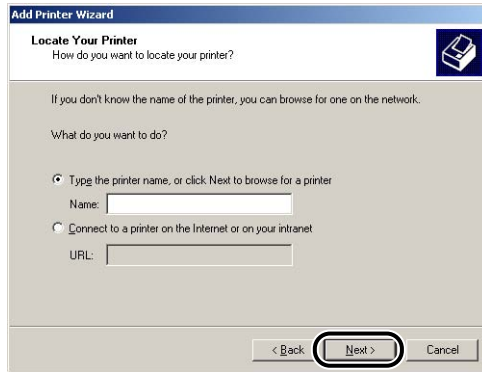 Add Printer Wizard
Locate Your Printer
How do you want to locate your printer?
If you don't know the name of the printer, you can browse for one on the network.
What do you want to do?
Type the printer name, or click Next to browse for a printer
Name:
Connect to a printer on the Internet or on your intranet
URL:
< Back Next > Cancel